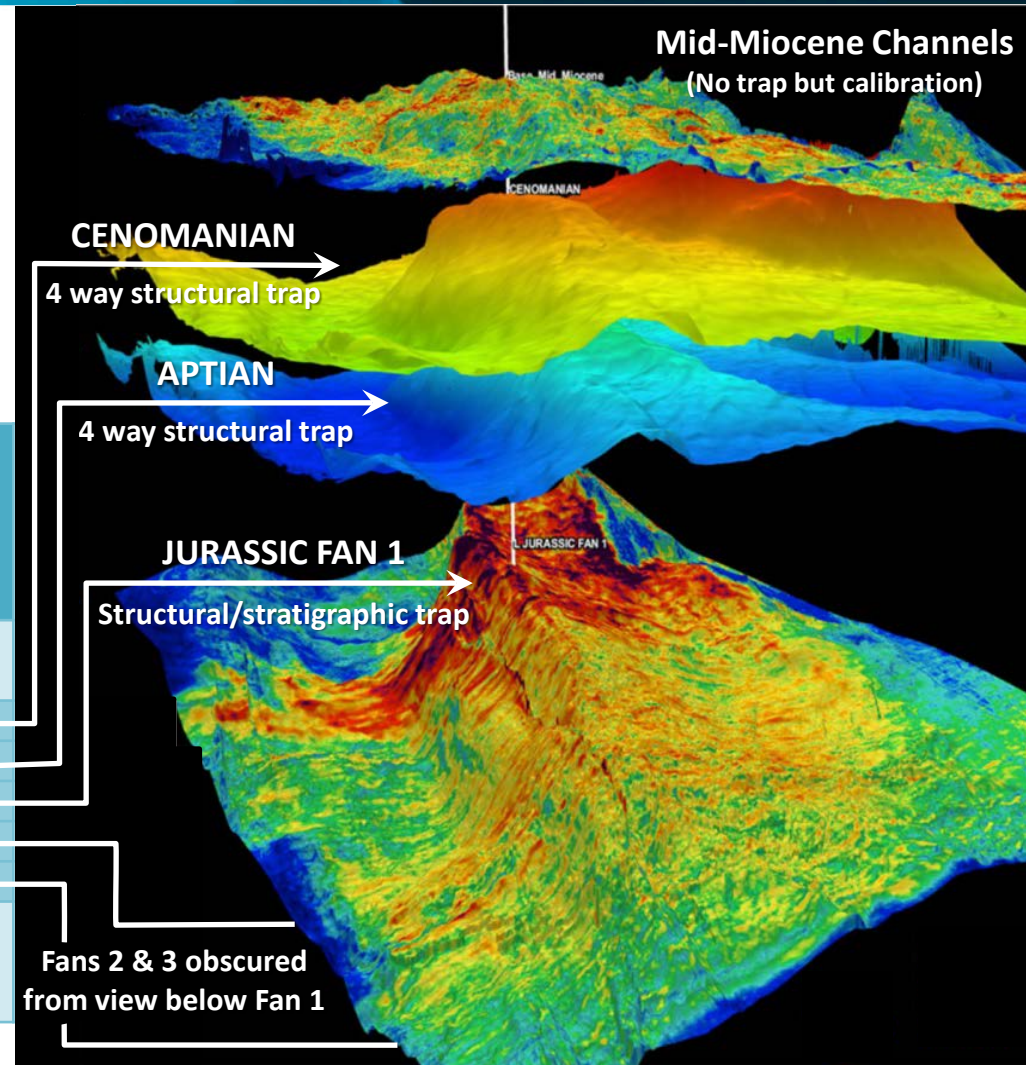 Mid-Miocene Channels
(No trap but calibration)
Base_Mid_Miocene
CENOMANIAN
CENOMANIAN
4 way structural trap
APTIAN
4 way structural trap
JURASSIC FAN 1
L JURASSIC FAN 1
Structural/stratigraphic trap
Fans 2 & 3 obscured
from view below Fan 1